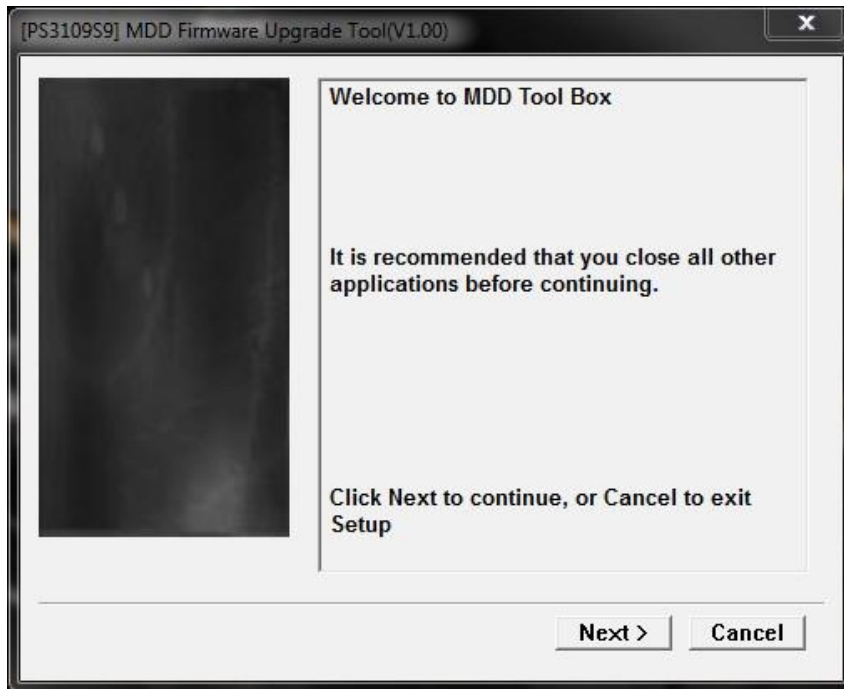 [PS3109S9] MDD Firmware Upgrade Tool(V1.00)
Welcome to MDD Tool Box
It is recommended that you close all other
applications before continuing.
Click Next to continue, or Cancel to exit
Setup
Next >
Cancel